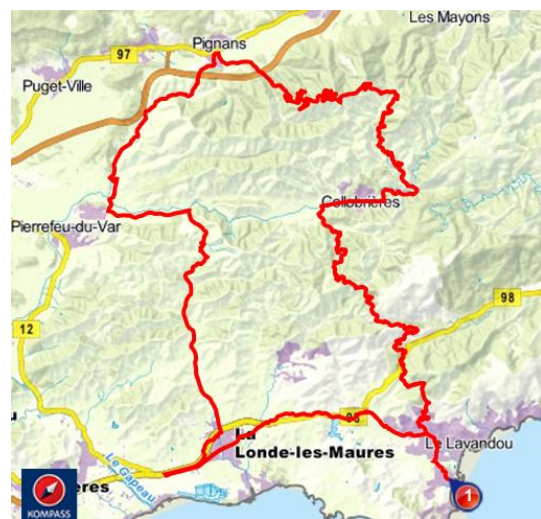 Les Mayons
Pignans
97
Puget-Ville
Collobrières
Pierrefeu-du-Var
98
12
98
La
Londe-les-Maures
Le Lavandou
Le Gapeau
eres
1
KOMPASS